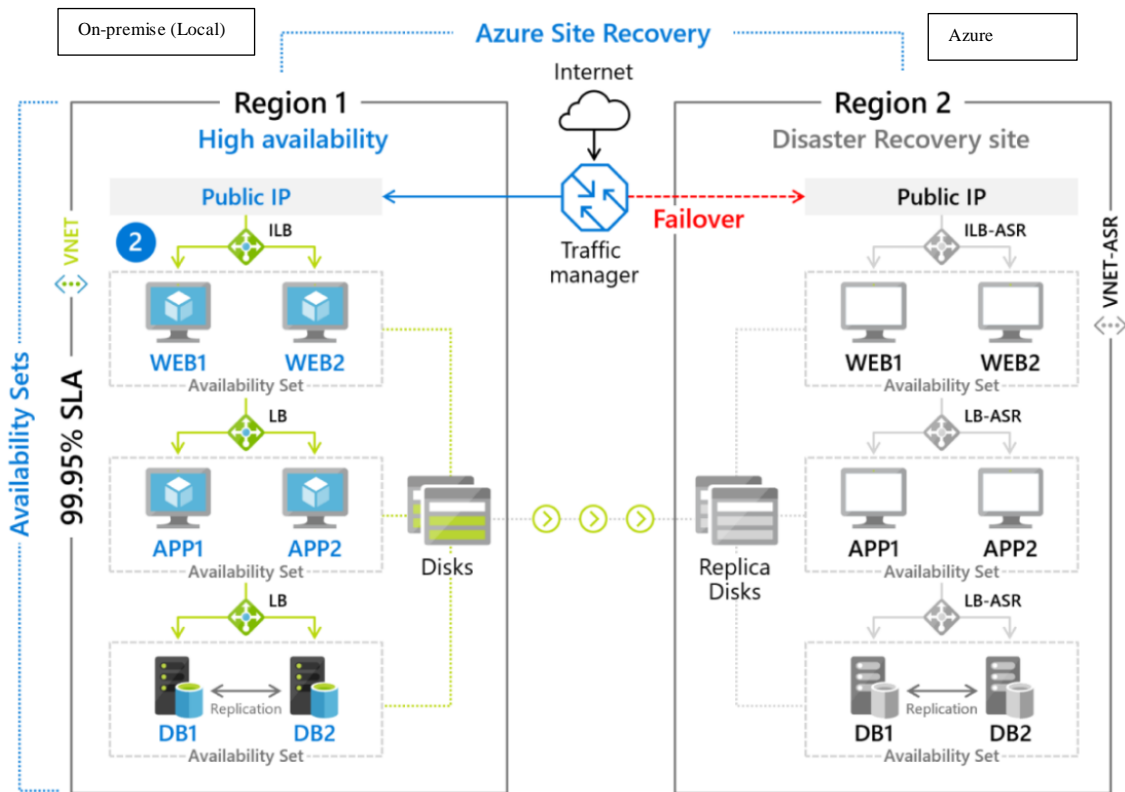 On-premise (Local)
Azure Site Recovery
Azure
Internet
Region 1
High availability
Region 2
Disaster Recovery site
Public IP
Public IP
Failover
Traffic
manager
VNET
2
ILB
WEB1
WEB2
Availability Set
ILB-ASR
WEB1
WEB2
Availability Set
VNET-ASR
Availability Sets
99.95% SLA
LB
APP1
APP2
Availability Set
Disks
Replica
Disks
LB-ASR
APP1
APP2
Availability Set
LB
Replication
DB1
DB2
Availability Set
LB-ASR
Replication
DB1
DB2
Availability Set